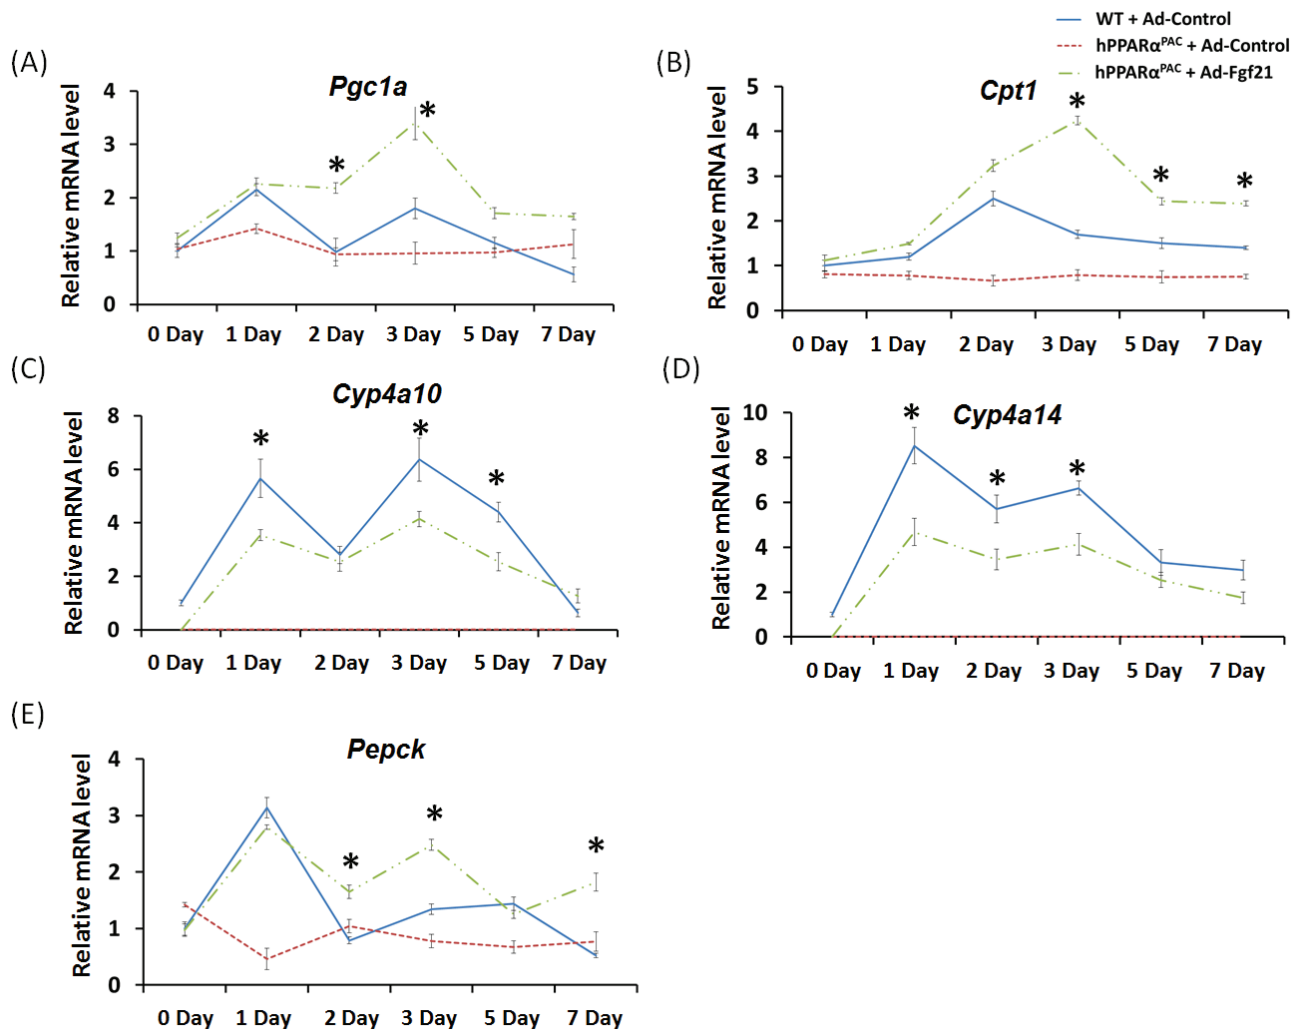 WT + Ad-Control
hPPARα^PAC + Ad-Control
hPPARα^PAC + Ad-Fgf21
(A)
Pgc1a
Relative mRNA level
4
3
2
1
0
0 Day 1 Day 2 Day 3 Day 5 Day 7 Day
* *
(B)
Cpt1
Relative mRNA level
5
4
3
2
1
0
0 Day 1 Day 2 Day 3 Day 5 Day 7 Day
* * *
(C)
Cyp4a10
Relative mRNA level
8
6
4
2
0
0 Day 1 Day 2 Day 3 Day 5 Day 7 Day
* * *
(D)
Cyp4a14
Relative mRNA level
10
8
6
4
2
0
0 Day 1 Day 2 Day 3 Day 5 Day 7 Day
* * *
(E)
Pepck
Relative mRNA level
4
3
2
1
0
0 Day 1 Day 2 Day 3 Day 5 Day 7 Day
* * *